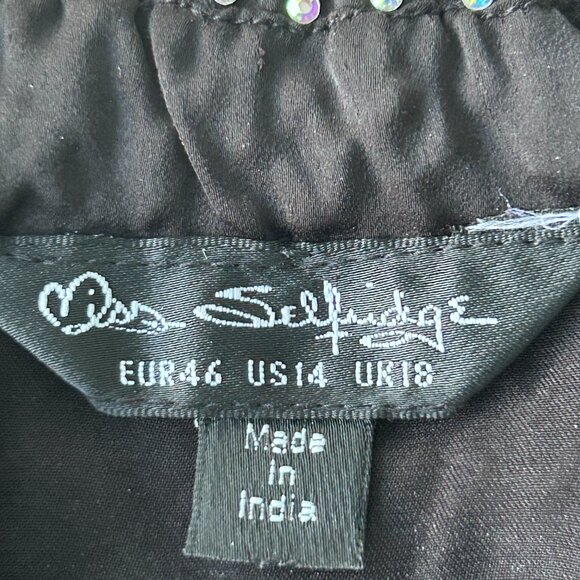 Miss Selfridge
EUR46 US14 UK18
Made
in
india